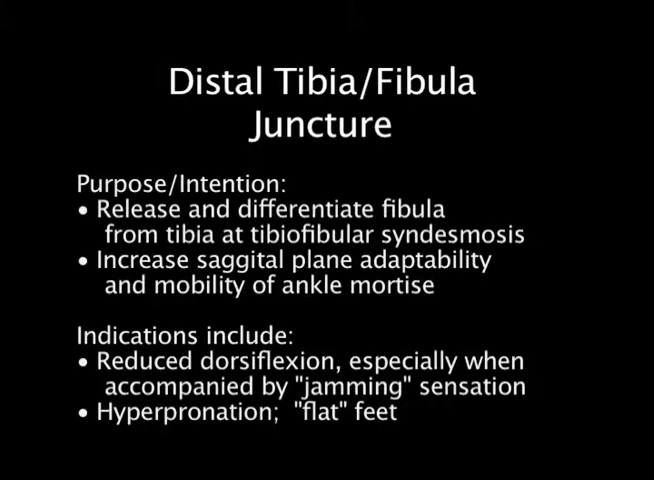 Distal Tibia/Fibula
Juncture
Purpose/Intention:
• Release and differentiate fibula
from tibia at tibiofibular syndesmosis
• Increase saggital plane adaptability
and mobility of ankle mortise
Indications include:
• Reduced dorsiflexion, especially when
accompanied by "jamming" sensation
• Hyperpronation; "flat" feet